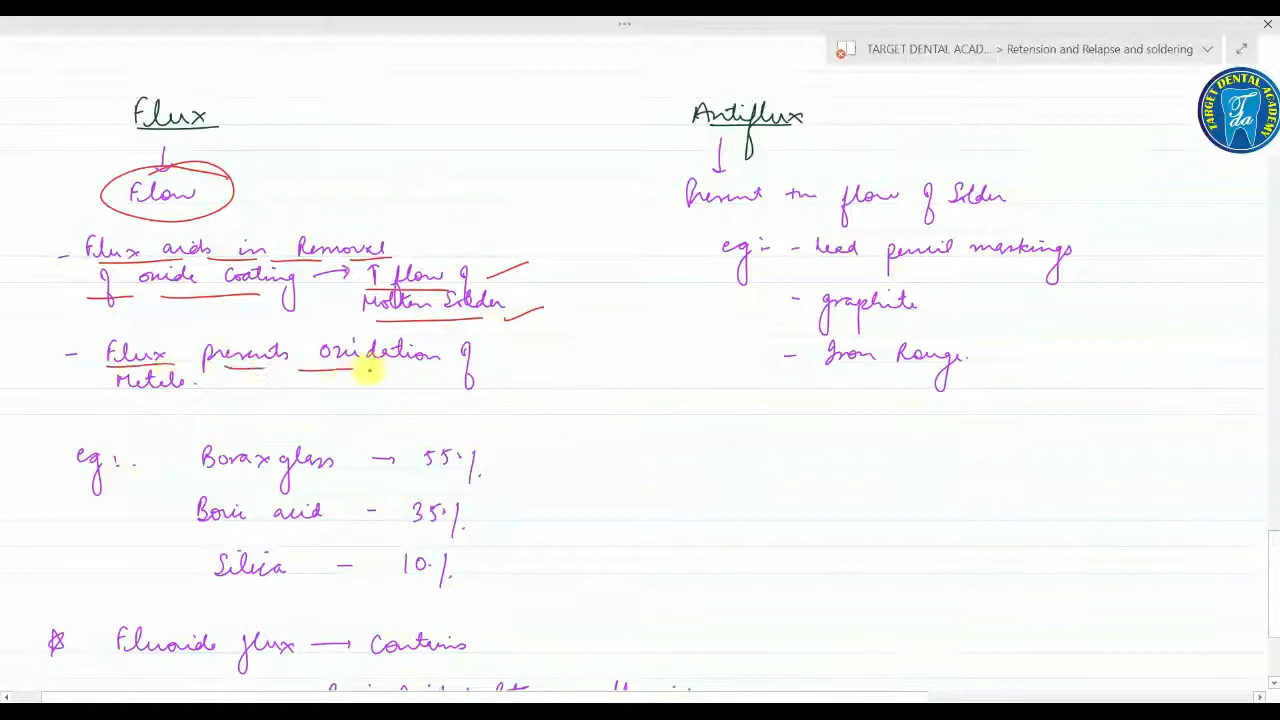 TARGET DENTAL ACAD... > Retension and Relapse and soldering
TARGET DENTAL ACADEMY
Tda
Flux
Flow
- Flux aids in Removal
of oxide Coating → ↑ flow of
Molten Solder
- Flux prevents oxidation of
Metals.
eg:. Borax glass → 55%.
Boric acid - 35%.
Silica - 10%.
Fluoride flux → Contains
Antiflux
Prevent the flow of Solder
eg:- - lead pencil markings
- graphite
- Iron Rouge.